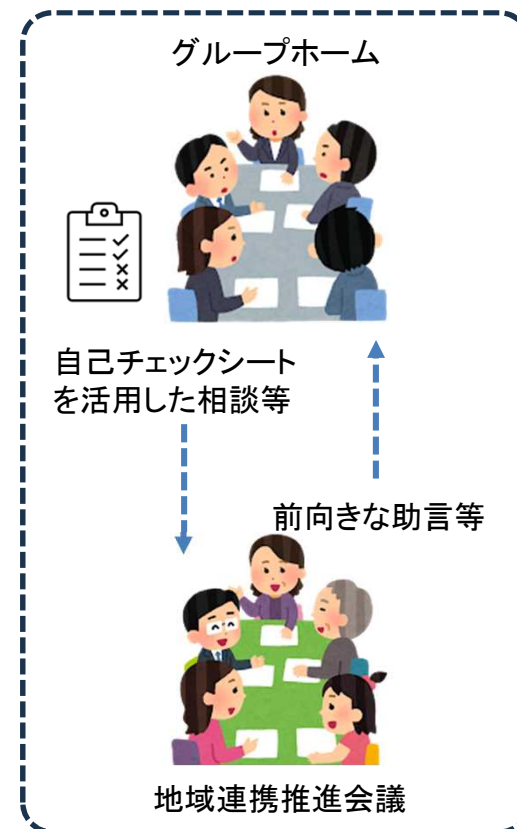 グループホーム
自己チェックシート
を活用した相談等
前向きな助言等
地域連携推進会議